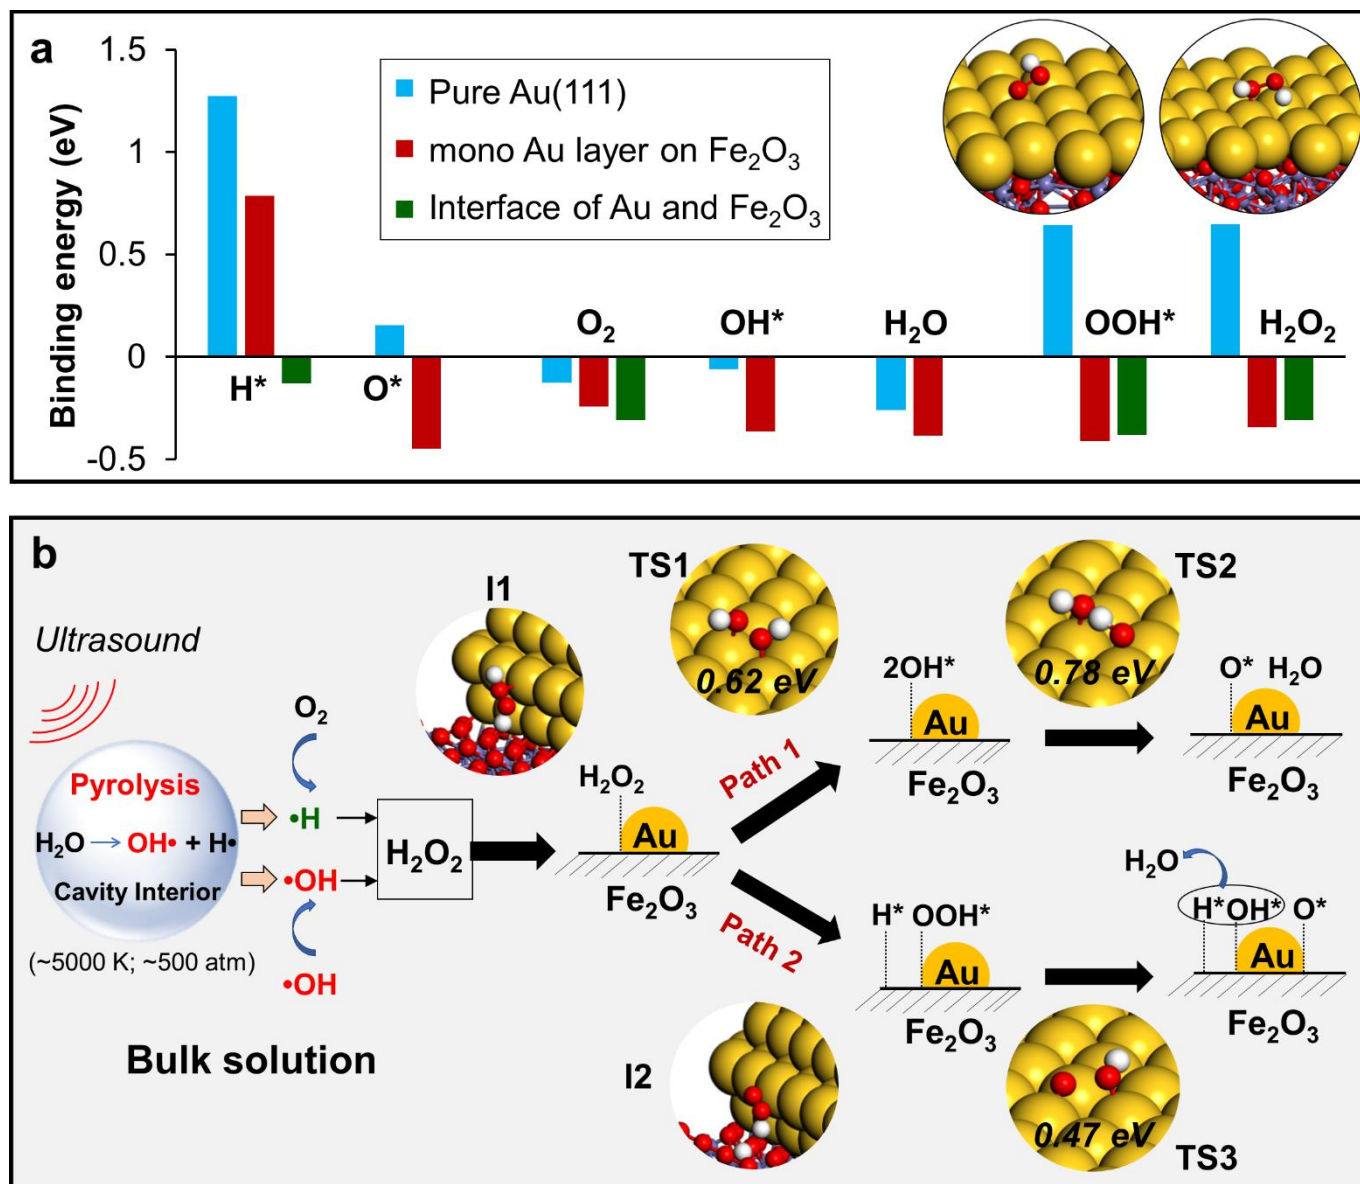 a
Binding energy (eV)
1.5
1
0.5
0
-0.5
Pure Au(111)
mono Au layer on Fe₂O₃
Interface of Au and Fe₂O₃
H*
O*
O₂
OH*
H₂O
OOH*
H₂O₂
b
Ultrasound
Pyrolysis
H₂O → OH• + H•
Cavity Interior
(~5000 K; ~500 atm)
O₂
•H
•OH
•OH
Bulk solution
H₂O₂
I1
H₂O₂
Au
Fe₂O₃
Path 1
TS1
0.62 eV
2OH*
Au
Fe₂O₃
TS2
0.78 eV
O* H₂O
Au
Fe₂O₃
Path 2
I2
H* OOH*
Au
Fe₂O₃
0.47 eV
TS3
H₂O
H* OH* O*
Au
Fe₂O₃